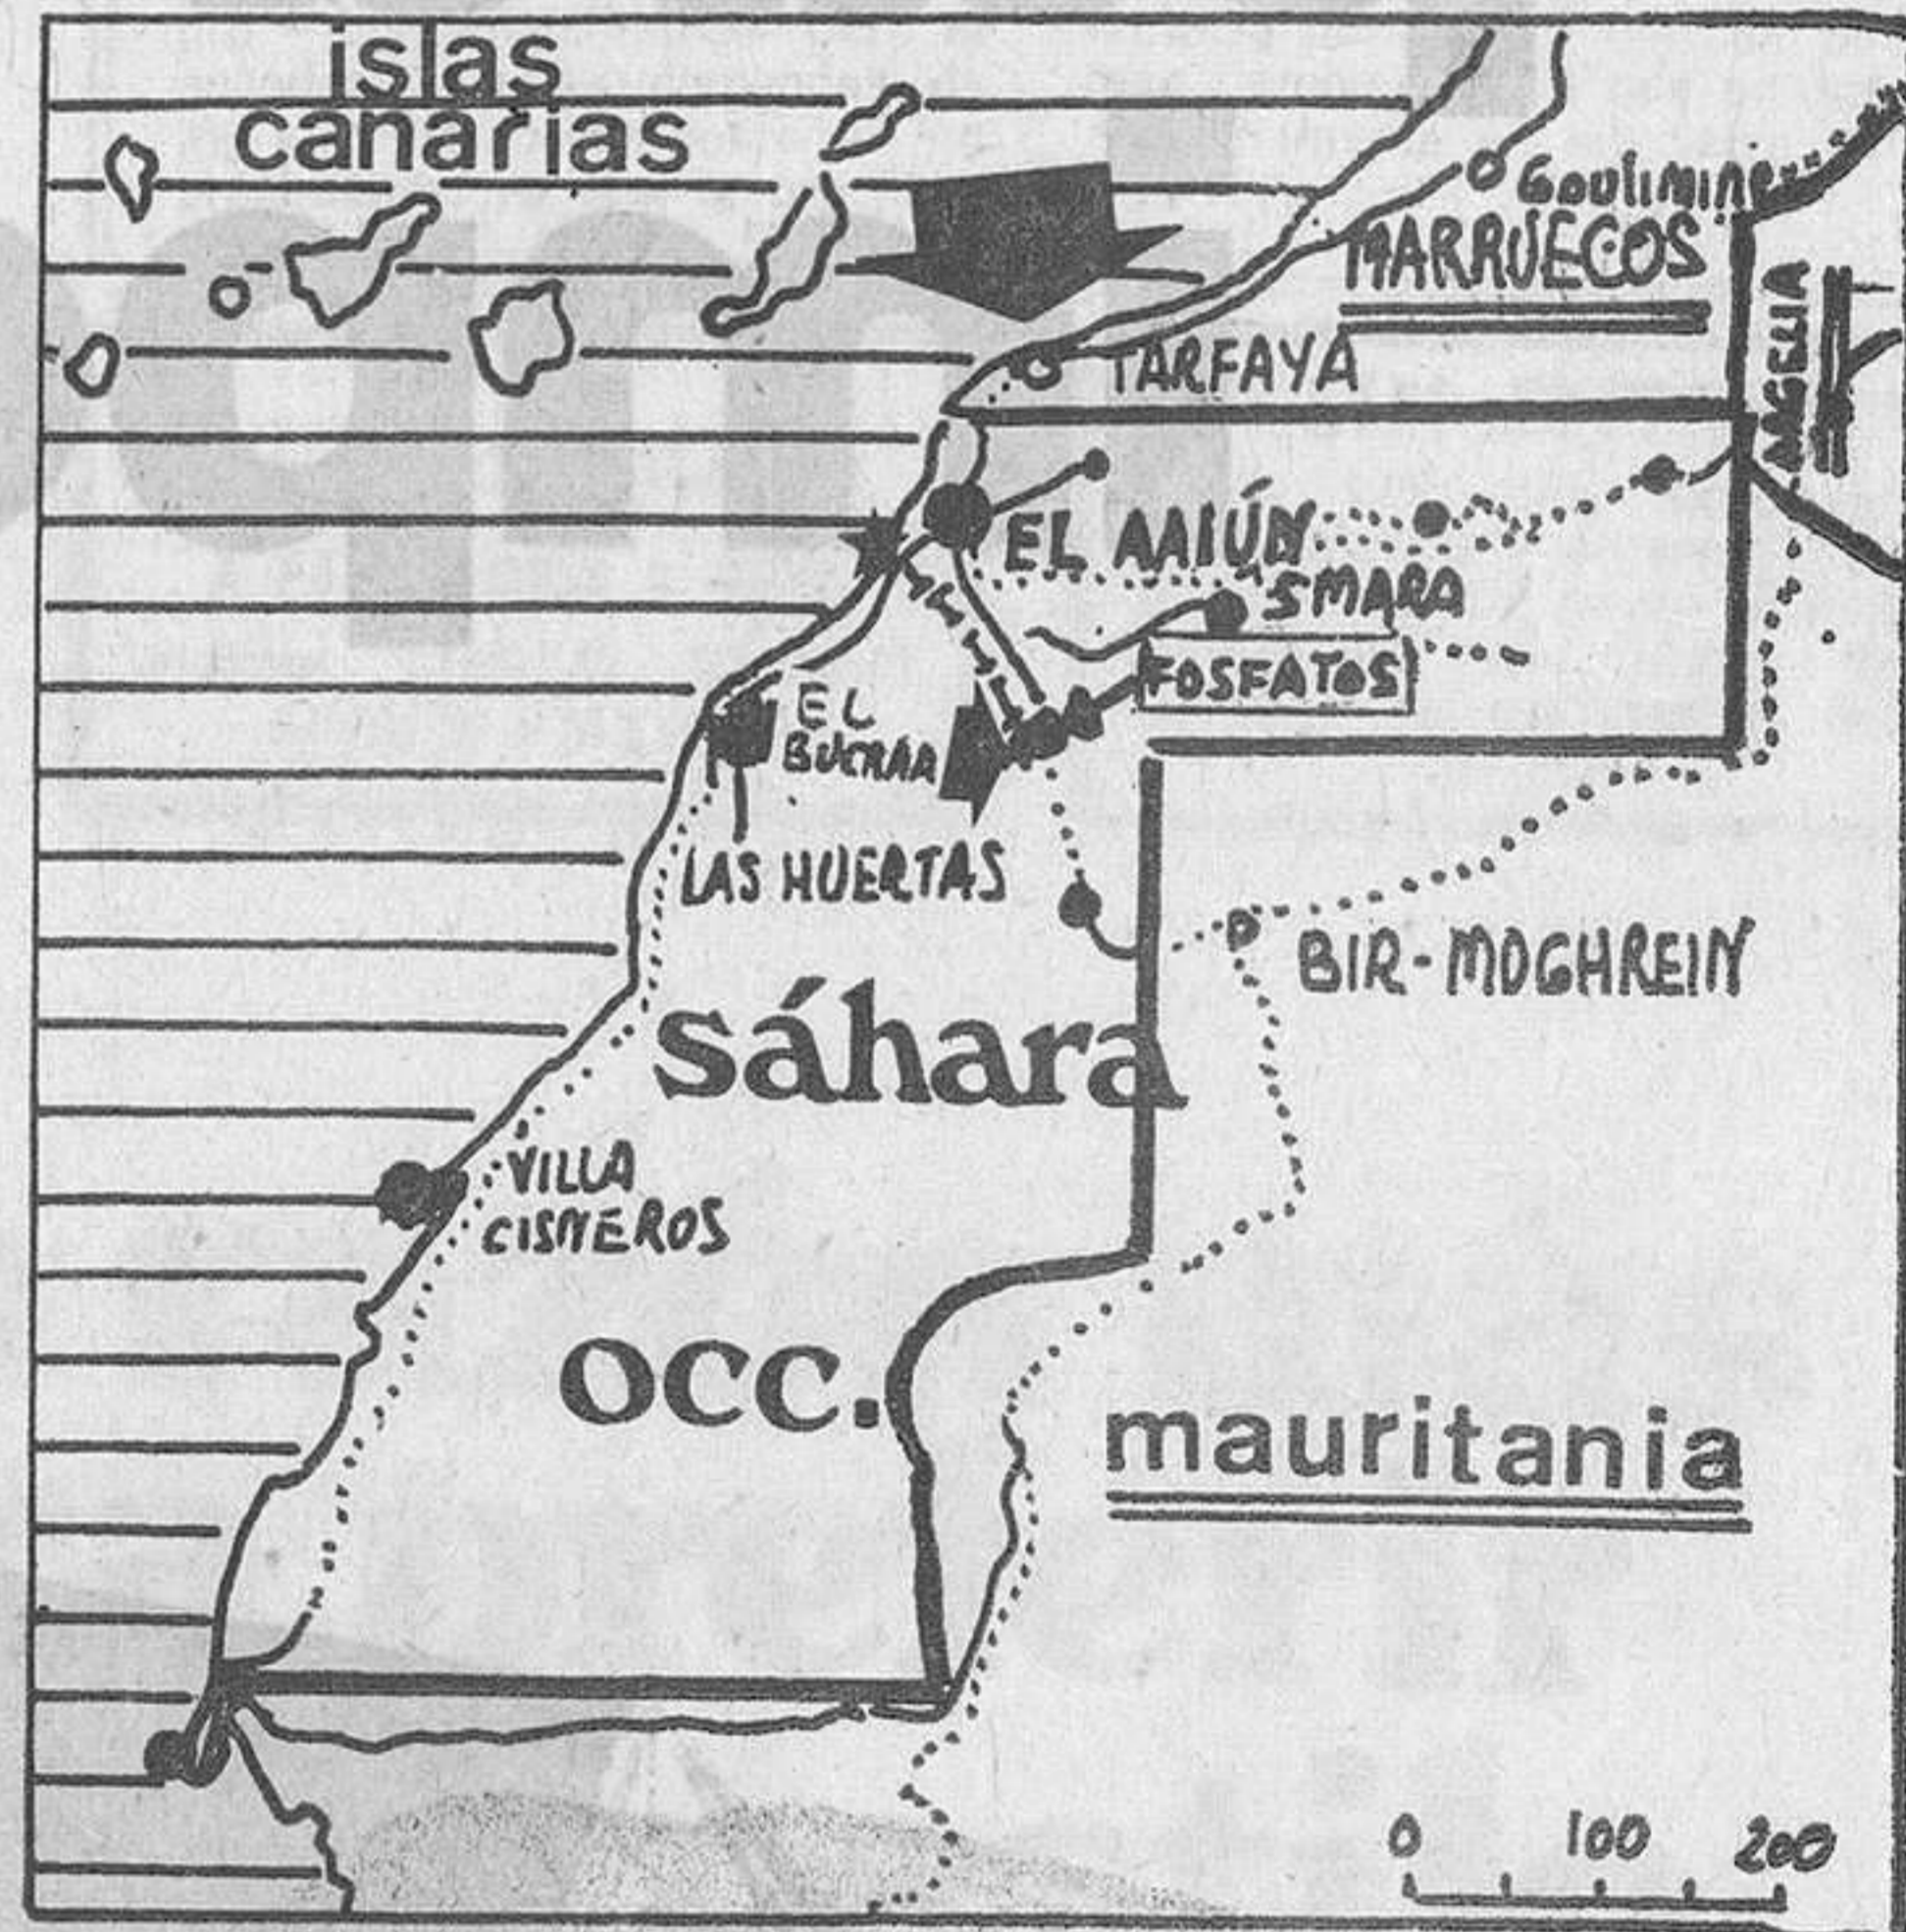 islas
canarias
Goulimine
MARRUECOS
ARGELIA
TARFAYA
EL AAIÚN
SMARA
FOSFATOS
EL
BUCRAA
LAS HUERTAS
BIR-MOGHREIN
sáhara
VILLA
CISNEROS
occ.
mauritania
0 100 200